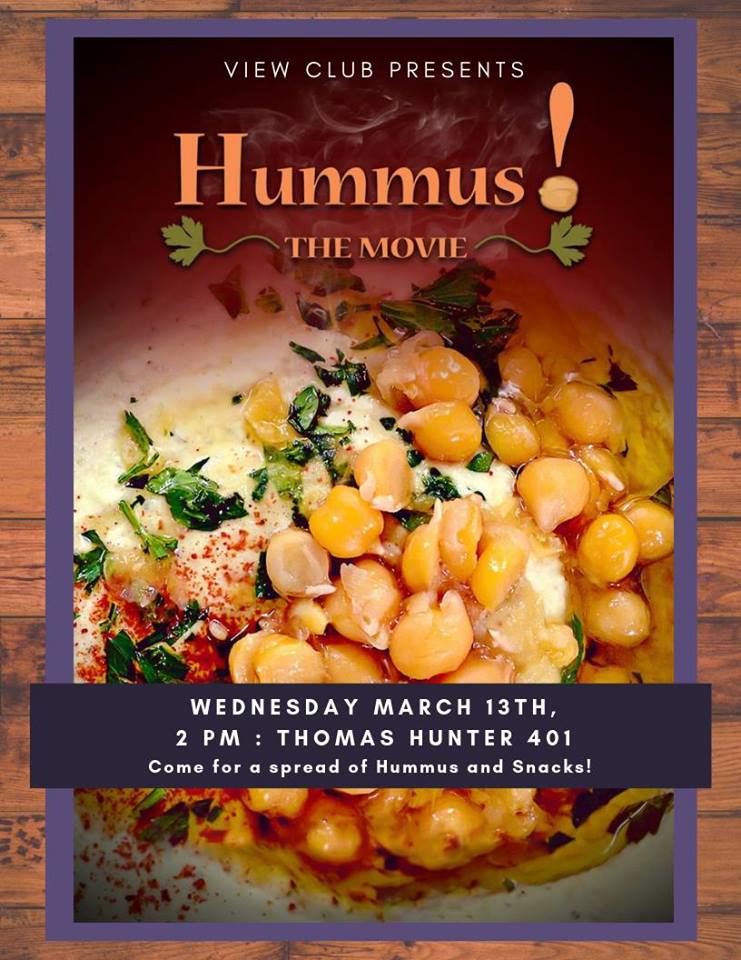 VIEW CLUB PRESENTS
Hummus!
THE MOVIE
WEDNESDAY MARCH 13TH,
2 PM : THOMAS HUNTER 401
Come for a spread of Hummus and Snacks!